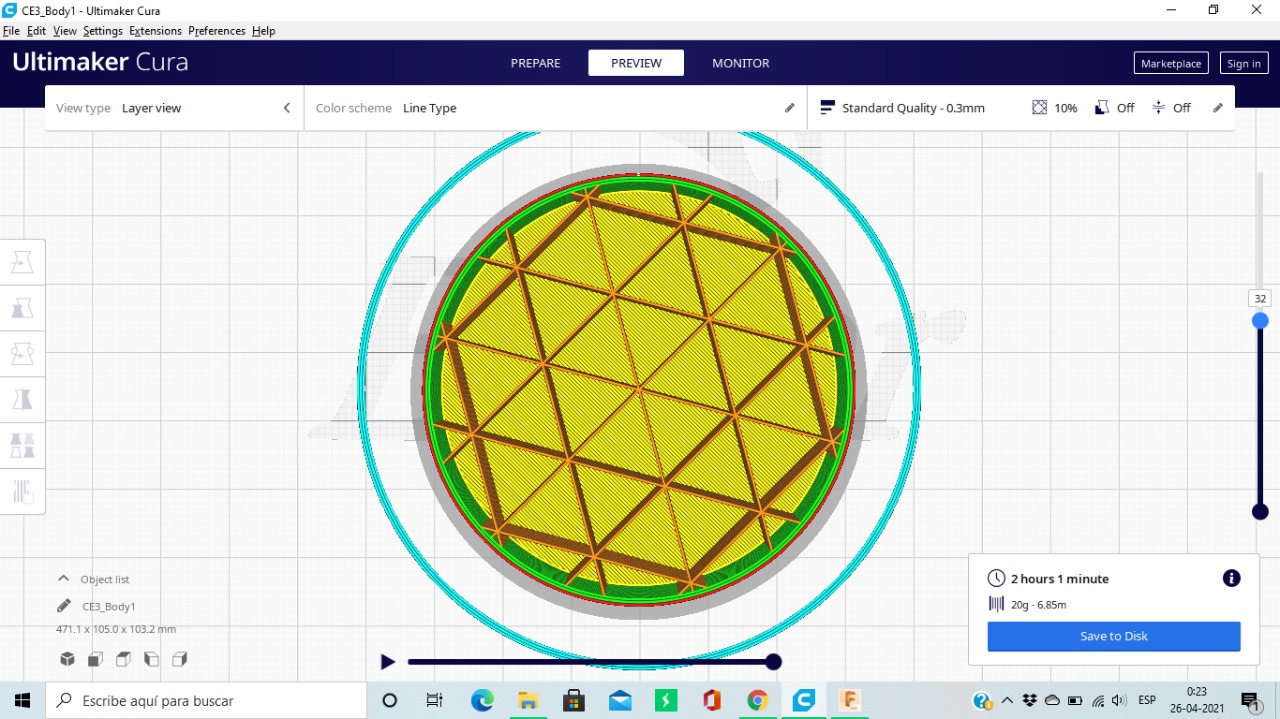 CE3_Body1 - Ultimaker Cura
File Edit View Settings Extensions Preferences Help
Ultimaker Cura
PREPARE
PREVIEW
MONITOR
Marketplace
Sign in
View type Layer view
Color scheme Line Type
Standard Quality - 0.3mm
10%
Off
Off
32
Object list
CE3_Body1
471.1 x 105.0 x 103.2 mm
2 hours 1 minute
20g · 6.85m
Save to Disk
Escribe aquí para buscar
ESP
0:23
26-04-2021
1